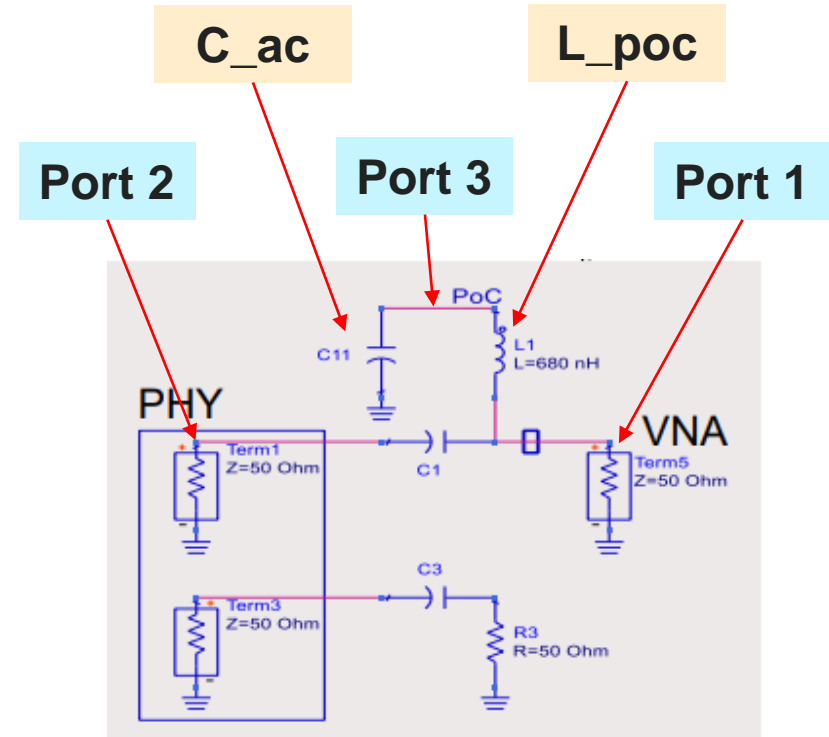 C_ac
L_poc
Port 2
Port 3
Port 1
PoC
C11
L1
L=680 nH
PHY
VNA
Term1
Z=50 Ohm
C1
Term5
Z=50 Ohm
C3
Term3
Z=50 Ohm
R3
R=50 Ohm